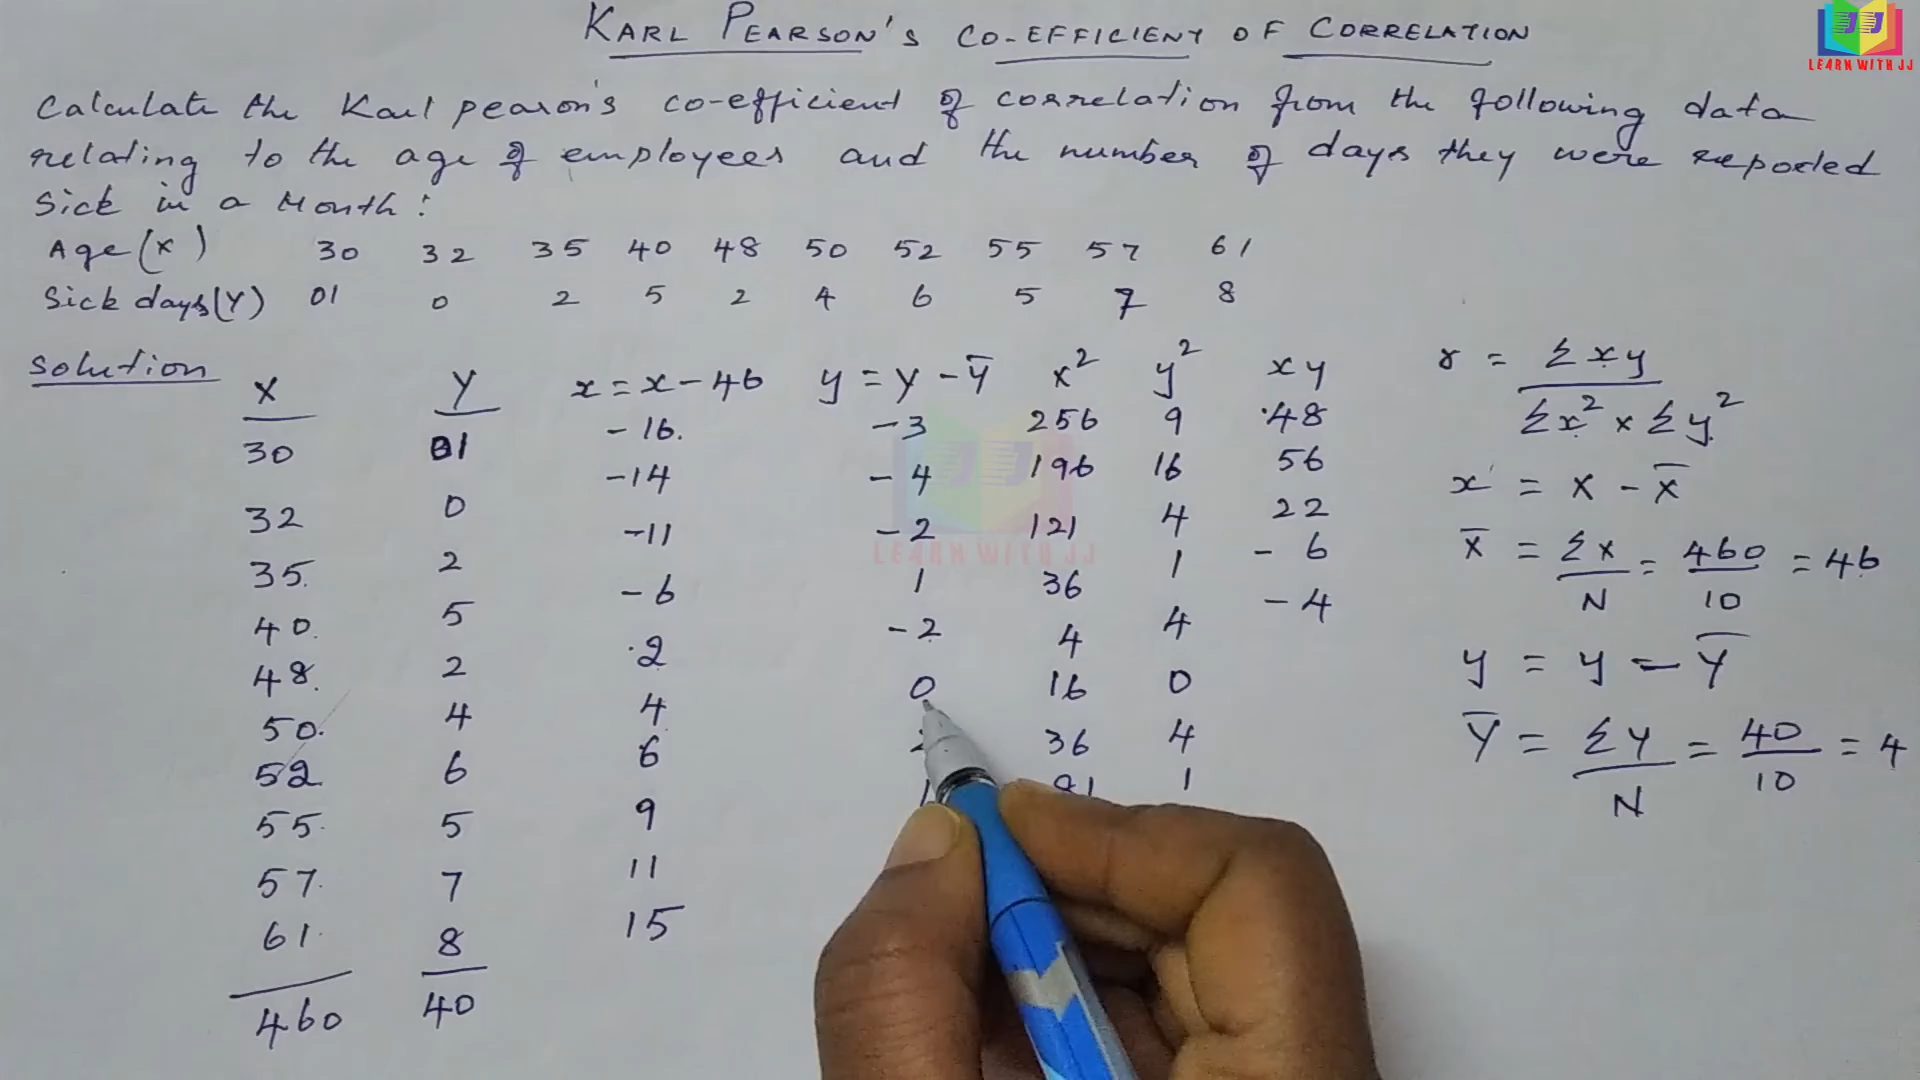 KARL PEARSON'S CO-EFFICIENT OF CORRELATION
LEARN WITH JJ
Calculate the Karl pearon's co-efficient of correlation from the following data
relating to the age of employees and the number of days they were reported
Sick in a Month:
Age(X) 30 32 35 40 48 50 52 55 57 61
Sick days(Y) 01 0 2 5 2 4 6 5 7 8
Solution
X Y x = x - 46 y = Y - Y̅ x² y² xy
30 01 -16. -3 256 9 48
32 0 -14 -4 196 16 56
35. 2 -11 -2 121 4 22
40. 5 -6 1 36 1 -6
48. 2 2 -2 4 4 -4
50. 4 4 0 16 0
52 6 6 36 4
55. 5 9 1
57. 7 11
61. 8 15
460 40
LEARN WITH JJ
r = Σxy / Σx² × Σy²
x = X - X̅
X̅ = ΣX / N = 460 / 10 = 46
y = y - Y̅
Y̅ = ΣY / N = 40 / 10 = 4